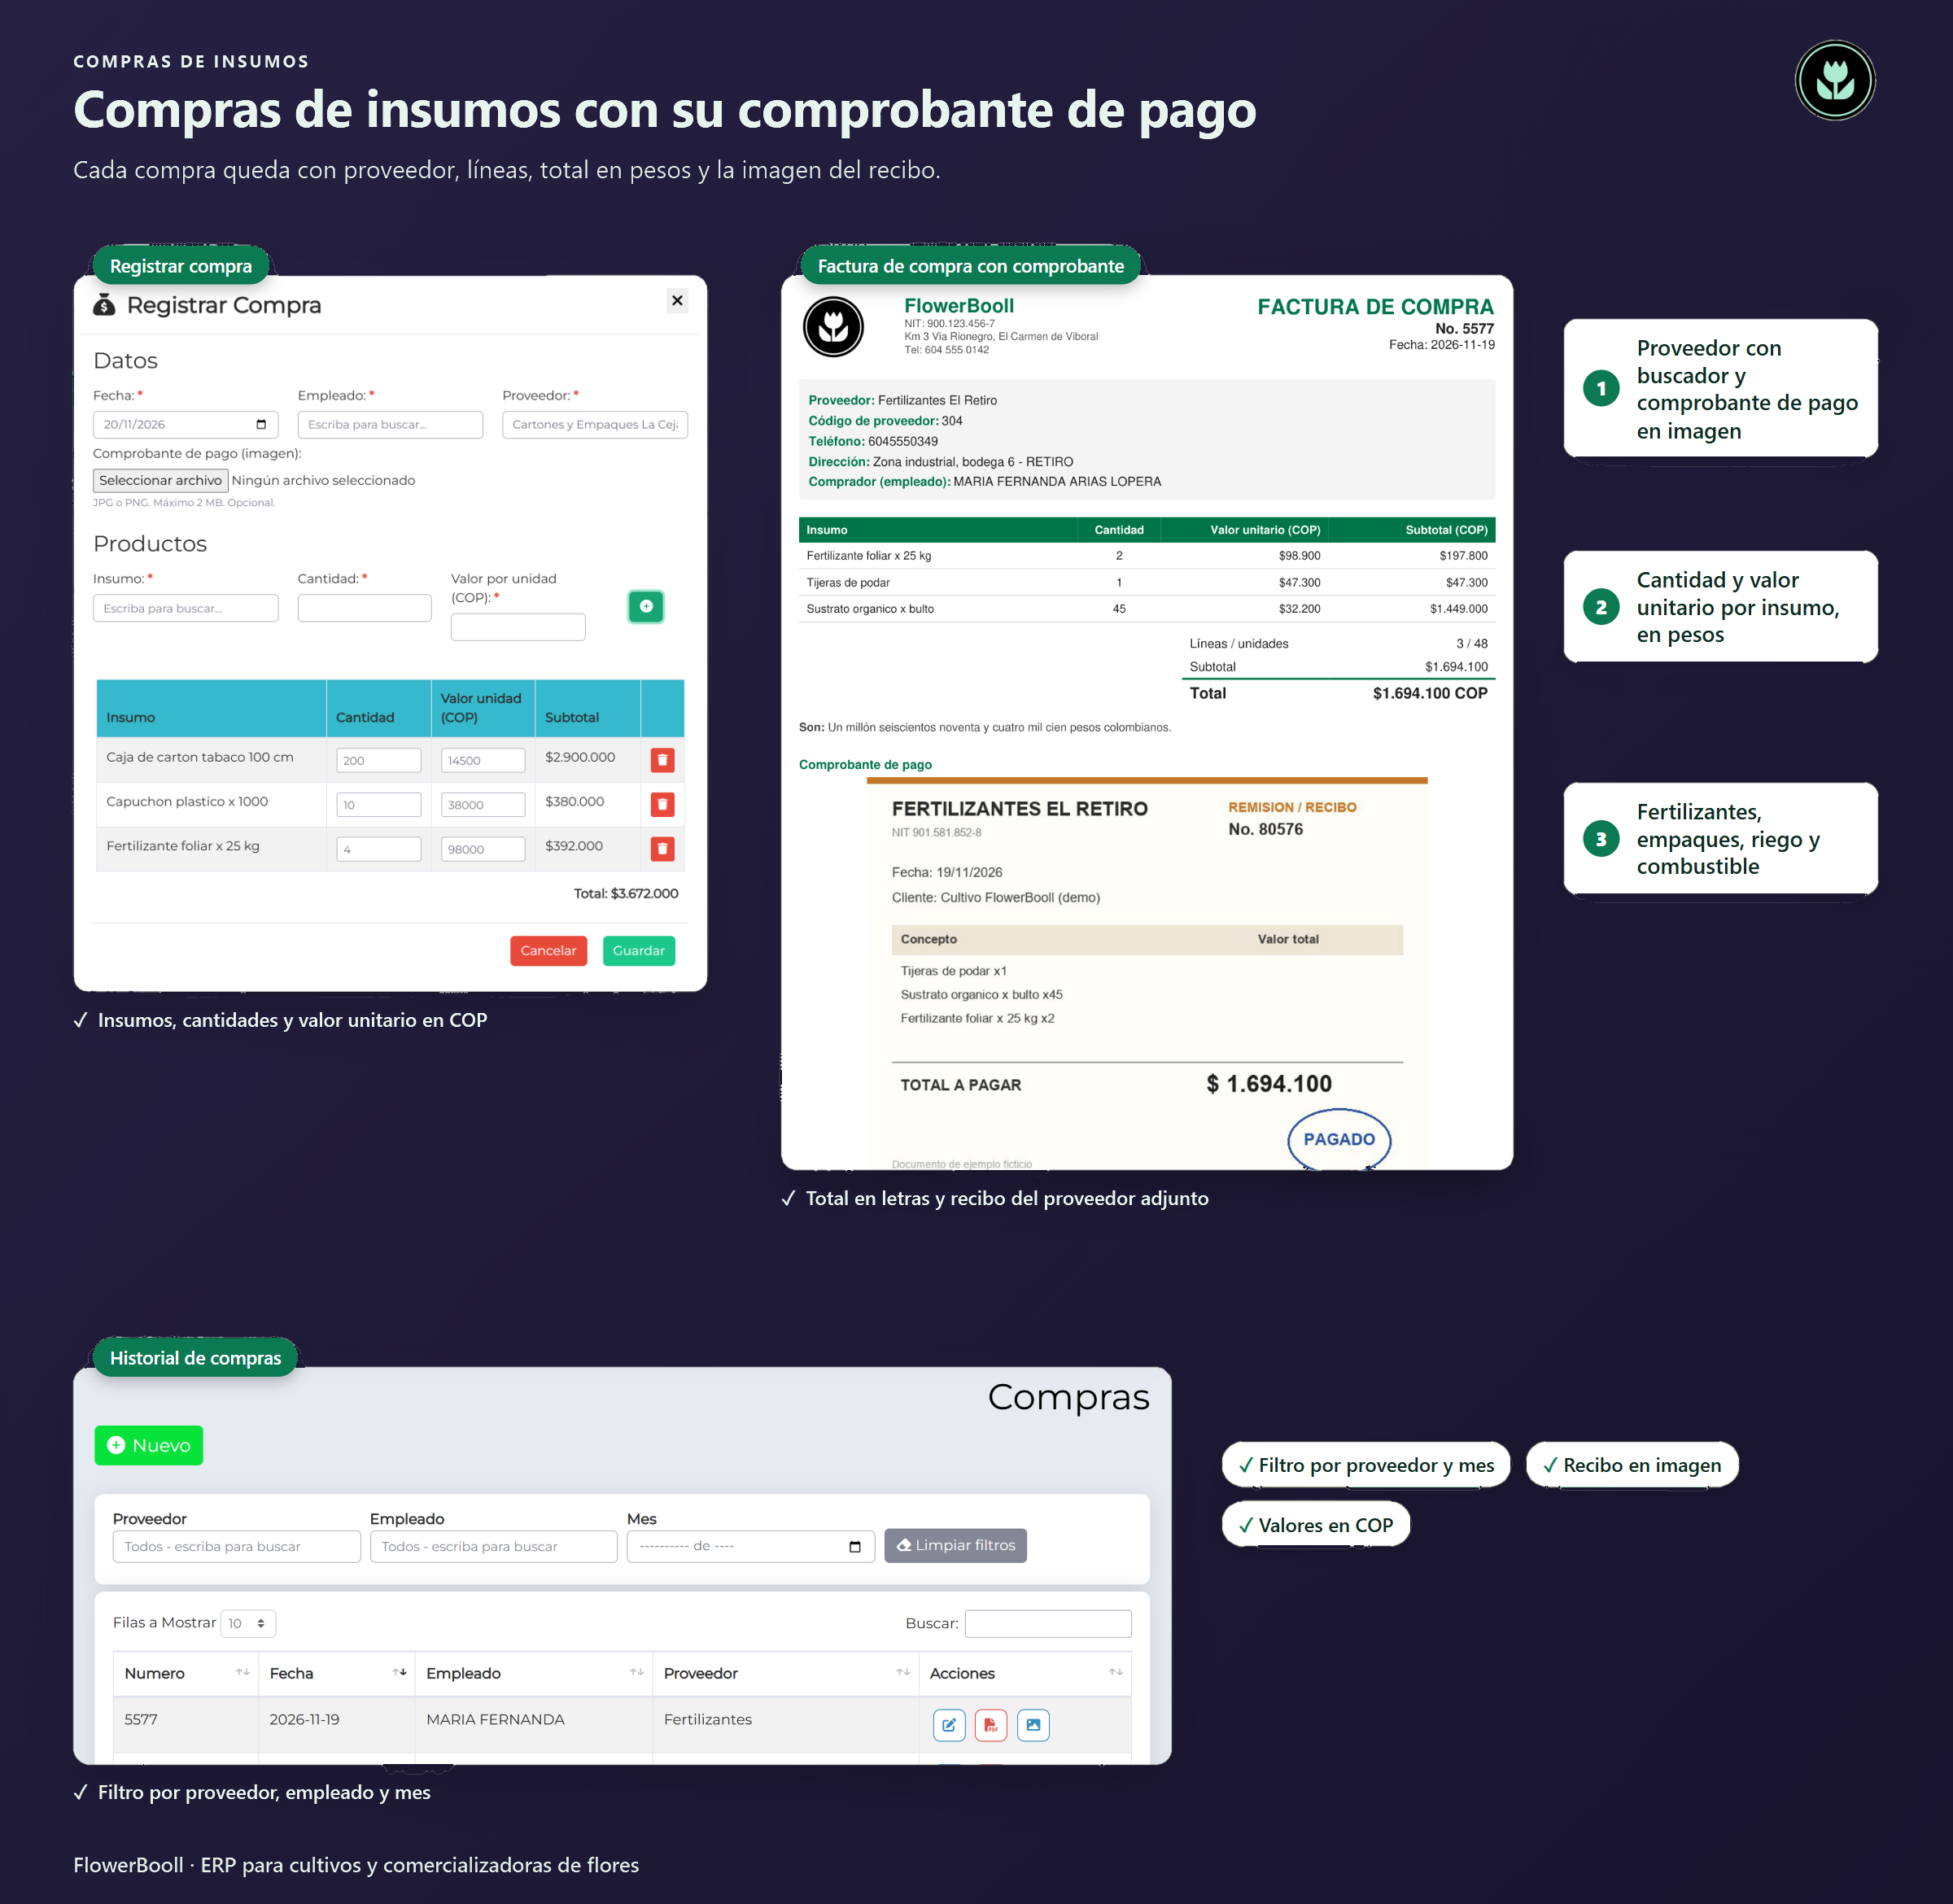 COMPRAS DE INSUMOS
Compras de insumos con su comprobante de pago
Cada compra queda con proveedor, líneas, total en pesos y la imagen del recibo.
Registrar compra
Registrar Compra
Datos
Fecha: * Empleado: * Proveedor: *
20/11/2026 Escriba para buscar... Cartones y Empaques La Cej
Comprobante de pago (imagen):
Seleccionar archivo Ningún archivo seleccionado
JPG o PNG. Máximo 2 MB. Opcional.
Productos
Insumo: * Cantidad: * Valor por unidad
(COP): *
Escriba para buscar...
Insumo Cantidad Valor unidad (COP) Subtotal
Caja de carton tabaco 100 cm 200 14500 $2.900.000
Capuchon plastico x 1000 10 38000 $380.000
Fertilizante foliar x 25 kg 4 98000 $392.000
Total: $3.672.000
Cancelar Guardar
✓ Insumos, cantidades y valor unitario en COP
Factura de compra con comprobante
FlowerBooll
NIT: 900.123.456-7
Km 3 Via Rionegro, El Carmen de Viboral
Tel: 604 555 0142
FACTURA DE COMPRA
No. 5577
Fecha: 2026-11-19
Proveedor: Fertilizantes El Retiro
Código de proveedor: 304
Teléfono: 6045550349
Dirección: Zona industrial, bodega 6 - RETIRO
Comprador (empleado): MARIA FERNANDA ARIAS LOPERA
Insumo Cantidad Valor unitario (COP) Subtotal (COP)
Fertilizante foliar x 25 kg 2 $98.900 $197.800
Tijeras de podar 1 $47.300 $47.300
Sustrato organico x bulto 45 $32.200 $1.449.000
Líneas / unidades 3 / 48
Subtotal $1.694.100
Total $1.694.100 COP
Son: Un millón seiscientos noventa y cuatro mil cien pesos colombianos.
Comprobante de pago
FERTILIZANTES EL RETIRO
NIT 901.581.852-8
REMISION / RECIBO
No. 80576
Fecha: 19/11/2026
Cliente: Cultivo FlowerBooll (demo)
Concepto Valor total
Tijeras de podar x1
Sustrato organico x bulto x45
Fertilizante foliar x 25 kg x2
TOTAL A PAGAR $ 1.694.100
PAGADO
Documento de ejemplo ficticio
✓ Total en letras y recibo del proveedor adjunto
1
Proveedor con
buscador y
comprobante de pago
en imagen
2
Cantidad y valor
unitario por insumo,
en pesos
3
Fertilizantes,
empaques, riego y
combustible
Historial de compras
Compras
Nuevo
Proveedor Empleado Mes
Todos - escriba para buscar Todos - escriba para buscar ---------- de ---- Limpiar filtros
Filas a Mostrar 10 Buscar:
Numero Fecha Empleado Proveedor Acciones
5577 2026-11-19 MARIA FERNANDA Fertilizantes PDF
✓ Filtro por proveedor, empleado y mes
✓ Filtro por proveedor y mes
✓ Recibo en imagen
✓ Valores en COP
FlowerBooll · ERP para cultivos y comercializadoras de flores